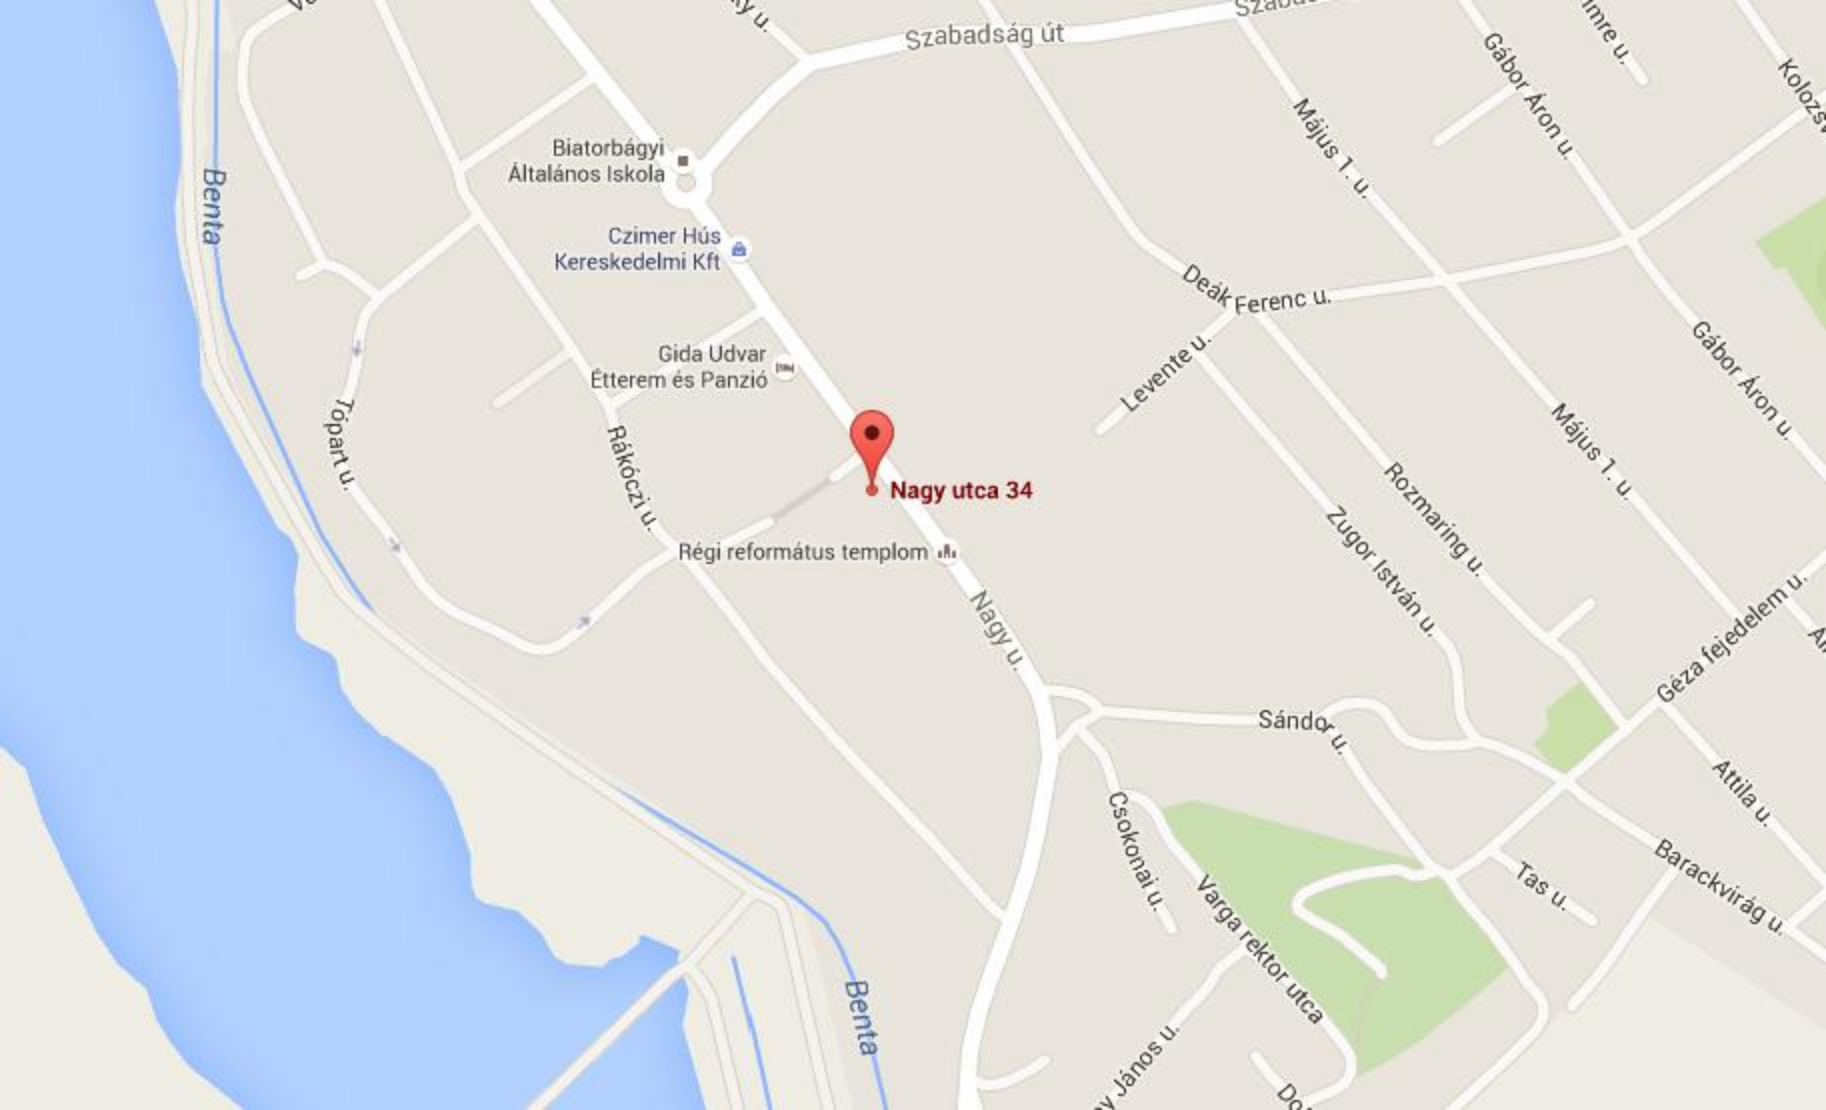 Szabadság út
Gábor Áron u.
Május 1. u.
Benta
Biatorbágyi
Általános Iskola
Czimer Hús
Kereskedelmi Kft
Deák Ferenc u.
Levente u.
Gida Udvar
Étterem és Panzió
Gábor Áron u.
Tópart u.
Rákóczi u.
Május 1. u.
Nagy utca 34
Rozmaring u.
Zugor István u.
Régi református templom
Nagy u.
Géza fejedelem u.
Sándor u.
Attila u.
Csokonai u.
Barackvirág u.
Tas u.
Varga rektor utca
Benta
János u.